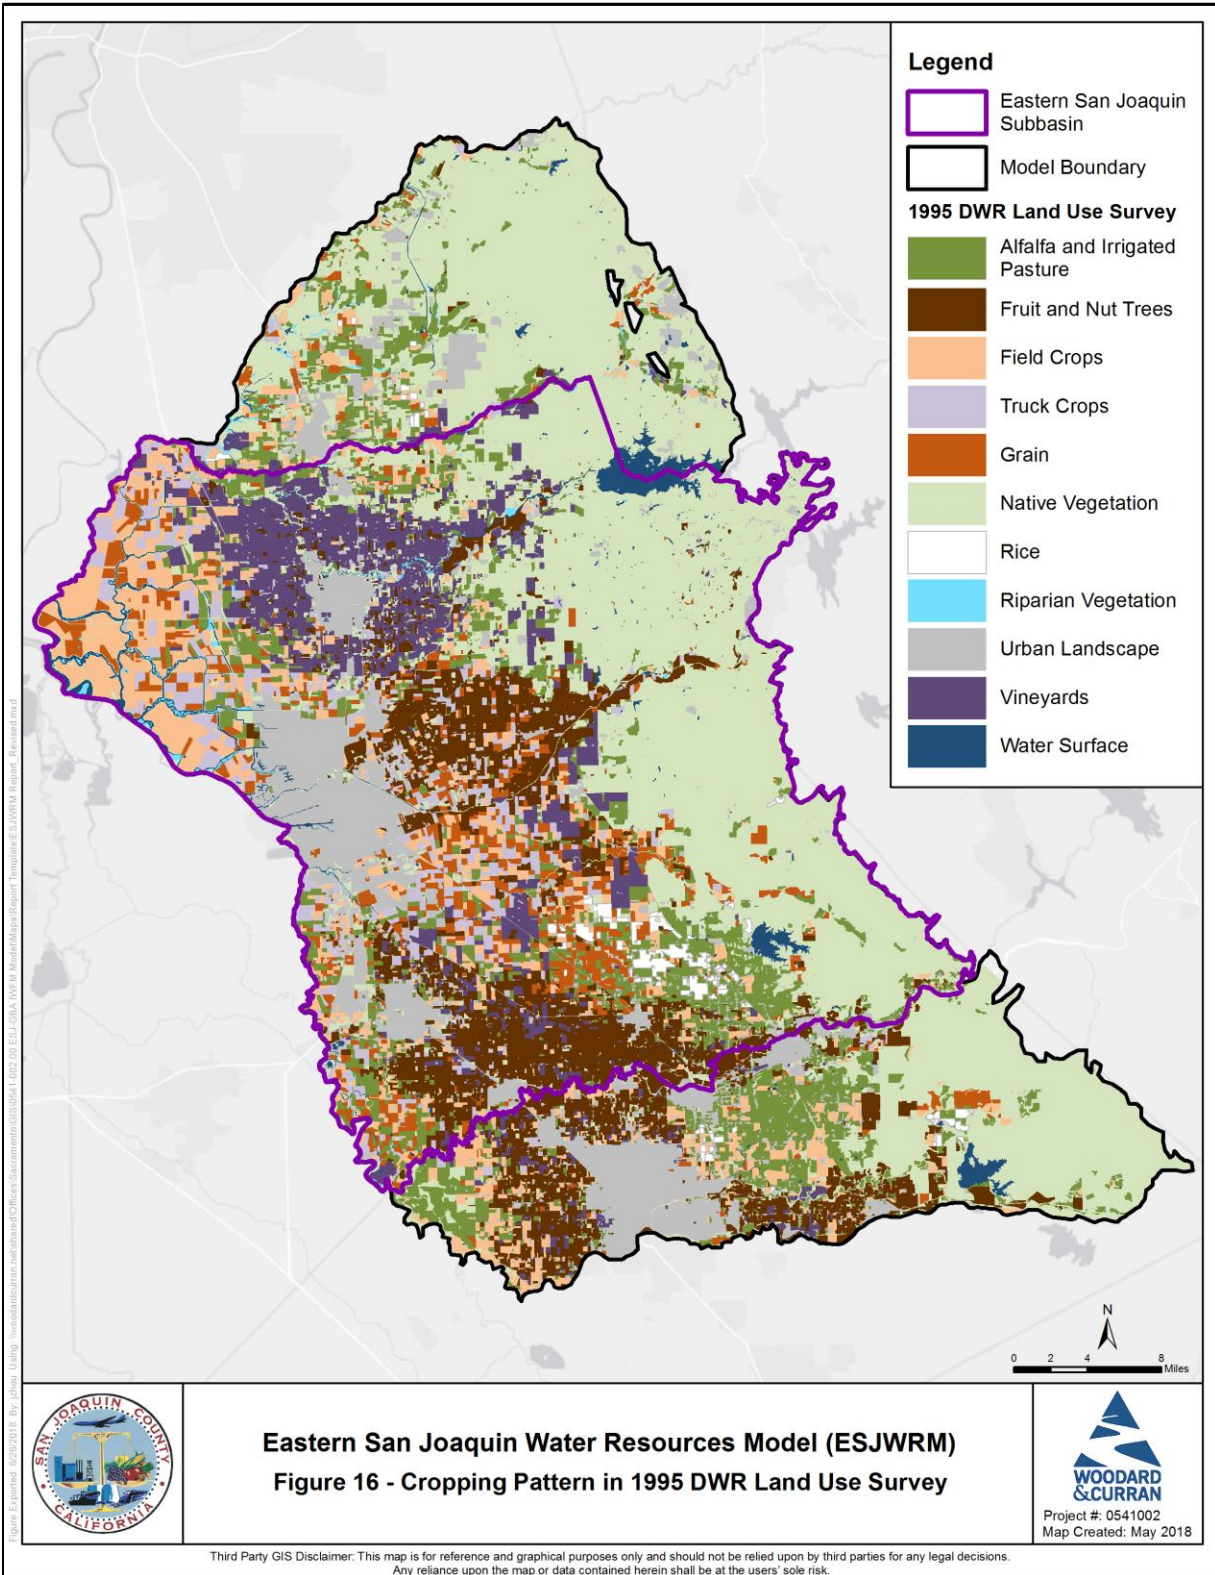 Legend
Eastern San Joaquin
Subbasin
Model Boundary
1995 DWR Land Use Survey
Alfalfa and Irrigated
Pasture
Fruit and Nut Trees
Field Crops
Truck Crops
Grain
Native Vegetation
Rice
Riparian Vegetation
Urban Landscape
Vineyards
Water Surface
N
0 2 4 8
Miles
SAN JOAQUIN COUNTY
CALIFORNIA
Eastern San Joaquin Water Resources Model (ESJWRM)
Figure 16 - Cropping Pattern in 1995 DWR Land Use Survey
WOODARD
&CURRAN
Project #: 0541002
Map Created: May 2018
Third Party GIS Disclaimer: This map is for reference and graphical purposes only and should not be relied upon by third parties for any legal decisions.
Any reliance upon the map or data contained herein shall be at the users' sole risk.